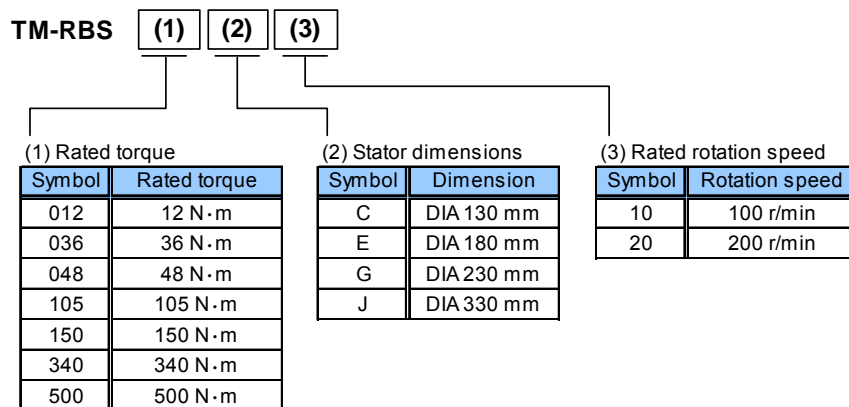 TM-RBS (1) (2) (3)
(1) Rated torque
Symbol Rated torque
012 12 N·m
036 36 N·m
048 48 N·m
105 105 N·m
150 150 N·m
340 340 N·m
500 500 N·m
(2) Stator dimensions
Symbol Dimension
C DIA 130 mm
E DIA 180 mm
G DIA 230 mm
J DIA 330 mm
(3) Rated rotation speed
Symbol Rotation speed
10 100 r/min
20 200 r/min